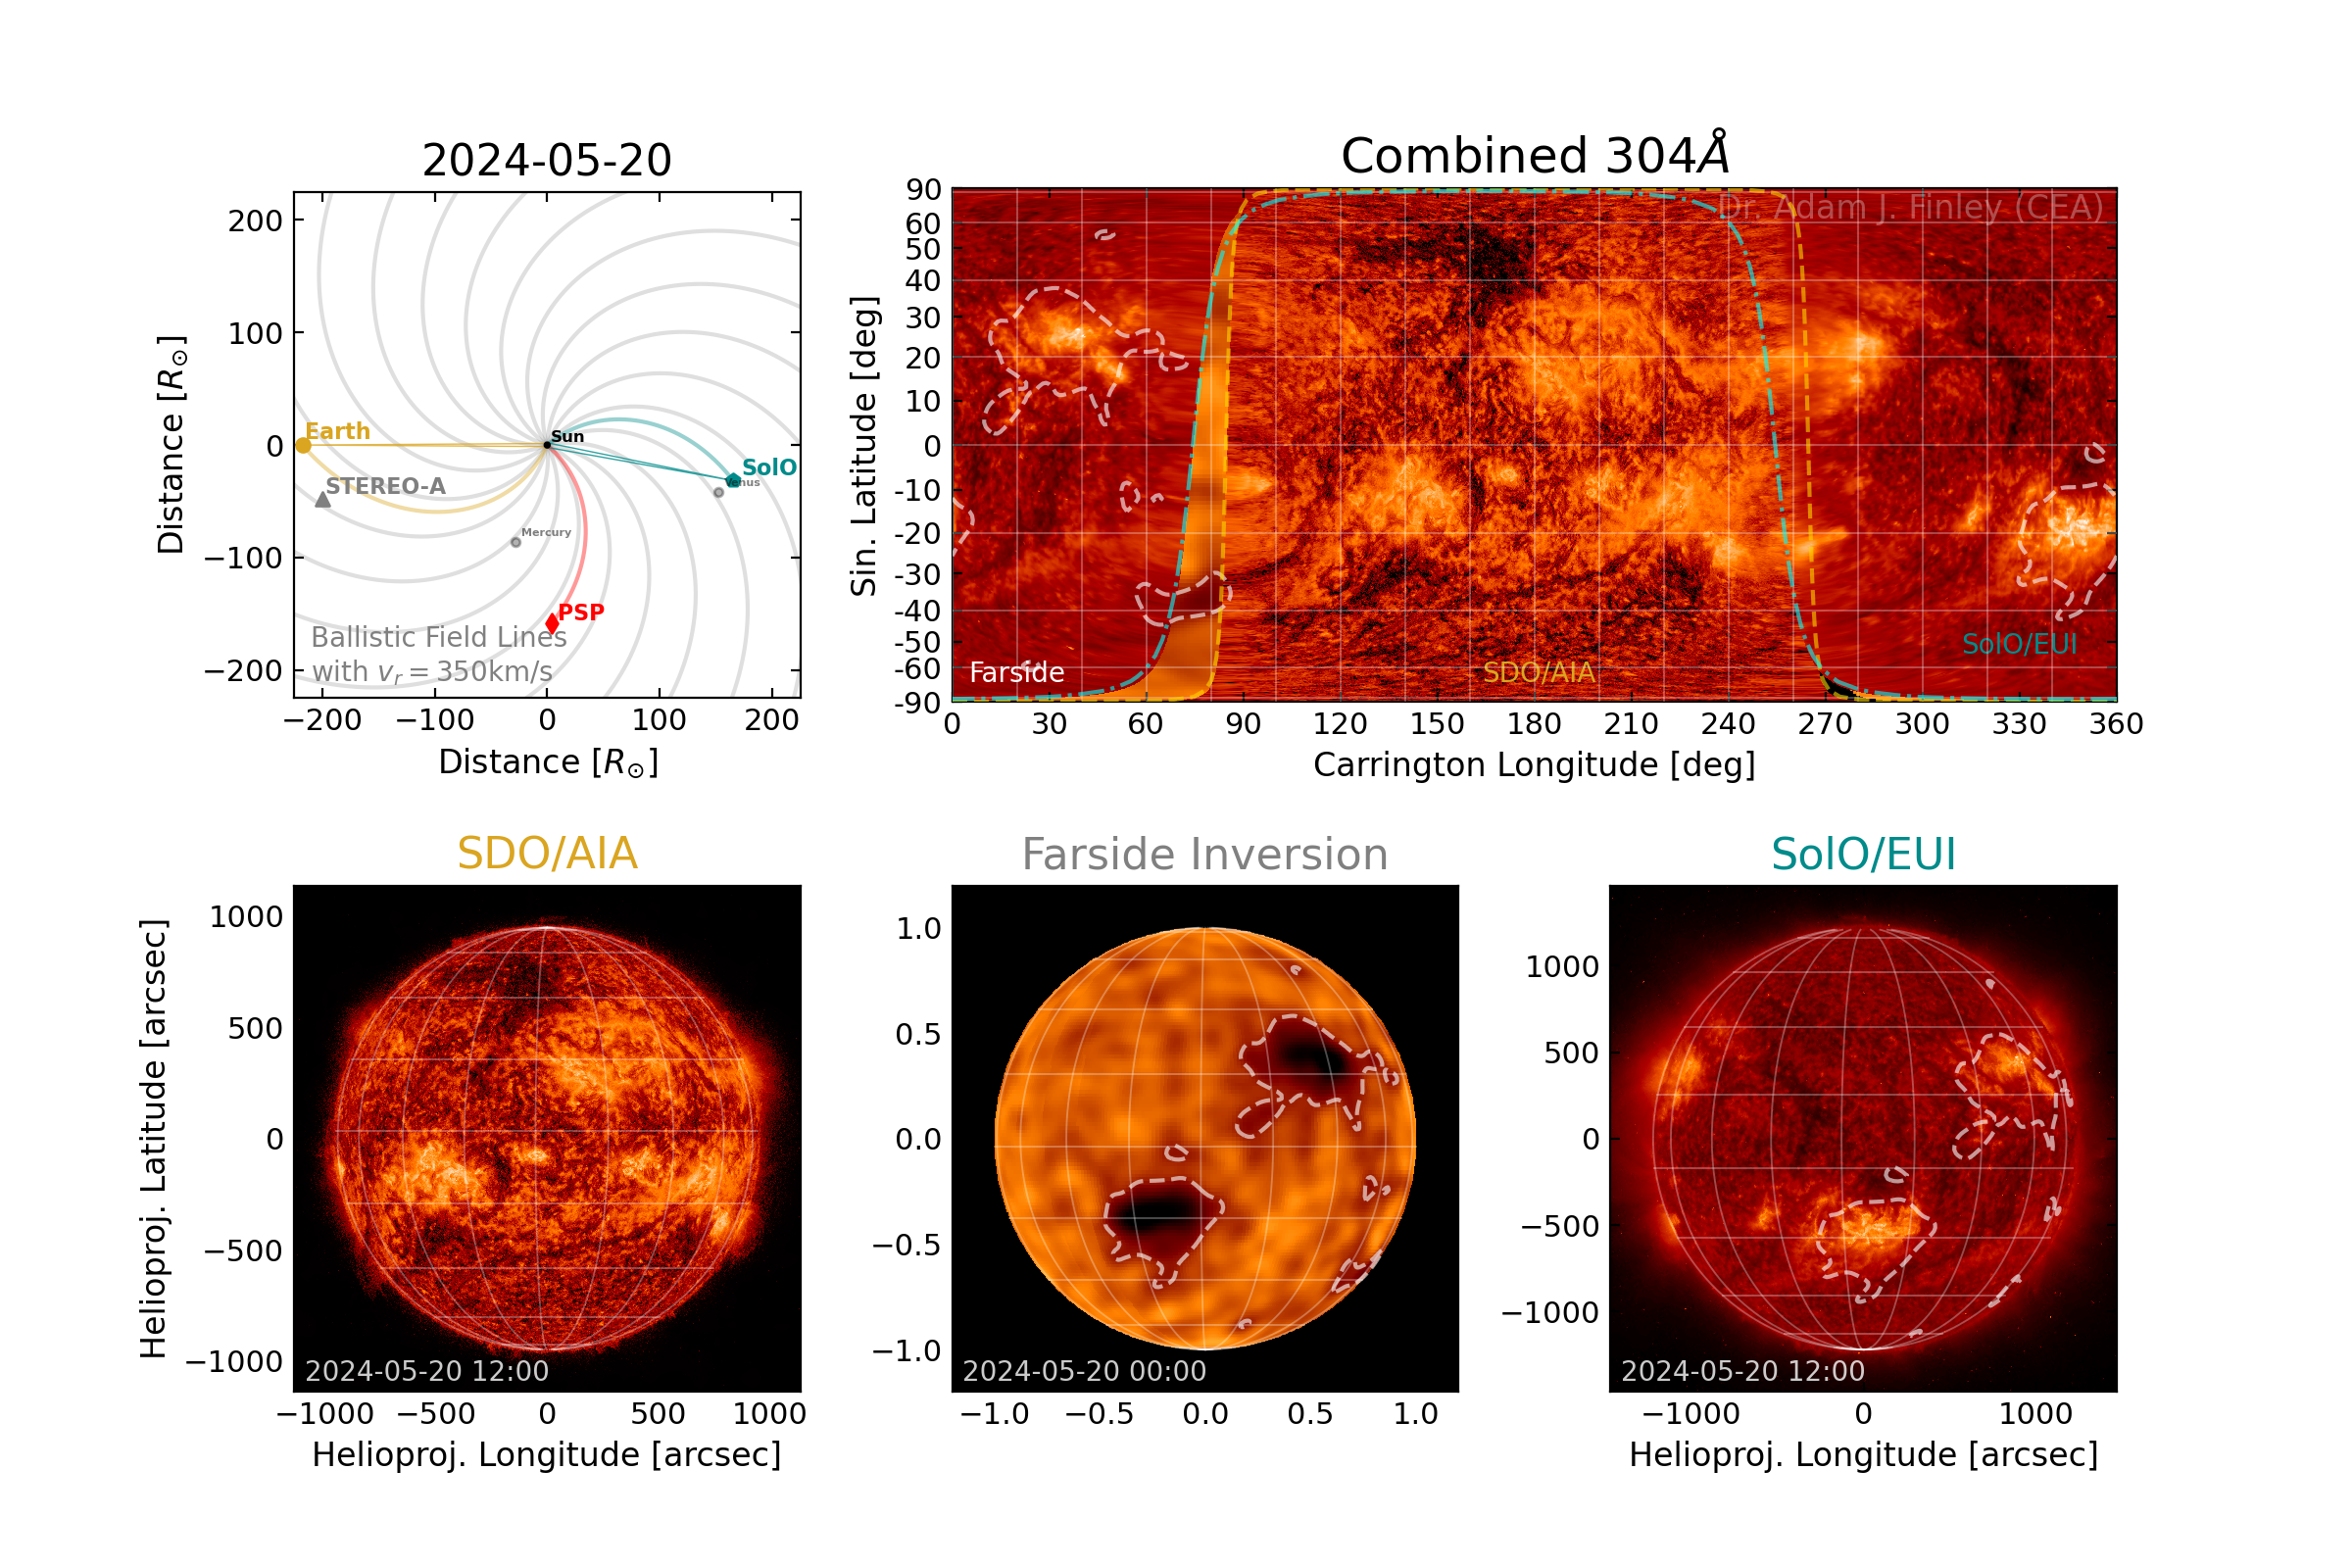 2024-05-20
200
100
0
−100
−200
Distance [R☉]
Earth
Sun
STEREO-A
SolO
Venus
Mercury
PSP
Ballistic Field Lines
with vᵣ = 350km/s
−200 −100 0 100 200
Distance [R☉]
Combined 304Å
Dr. Adam J. Finley (CEA)
90
60
50
40
30
20
10
0
-10
-20
-30
-40
-50
-60
-90
Sin. Latitude [deg]
Farside
SDO/AIA
SolO/EUI
0 30 60 90 120 150 180 210 240 270 300 330 360
Carrington Longitude [deg]
SDO/AIA
1000
500
0
−500
−1000
Helioproj. Latitude [arcsec]
2024-05-20 12:00
−1000 −500 0 500 1000
Helioproj. Longitude [arcsec]
Farside Inversion
1.0
0.5
0.0
−0.5
−1.0
2024-05-20 00:00
−1.0 −0.5 0.0 0.5 1.0
SolO/EUI
1000
500
0
−500
−1000
2024-05-20 12:00
−1000 0 1000
Helioproj. Longitude [arcsec]